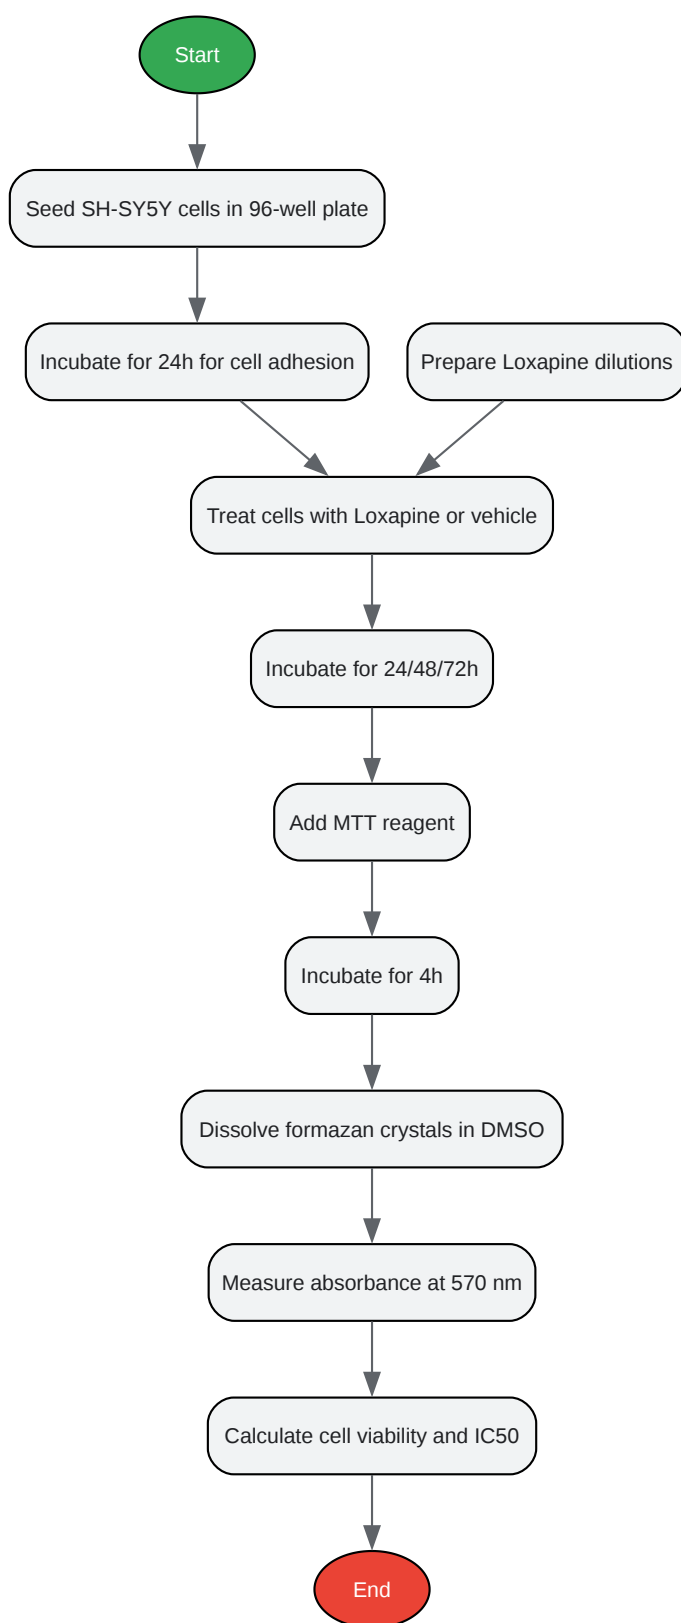 Start
Seed SH-SY5Y cells in 96-well plate
Incubate for 24h for cell adhesion
Prepare Loxapine dilutions
Treat cells with Loxapine or vehicle
Incubate for 24/48/72h
Add MTT reagent
Incubate for 4h
Dissolve formazan crystals in DMSO
Measure absorbance at 570 nm
Calculate cell viability and IC50
End